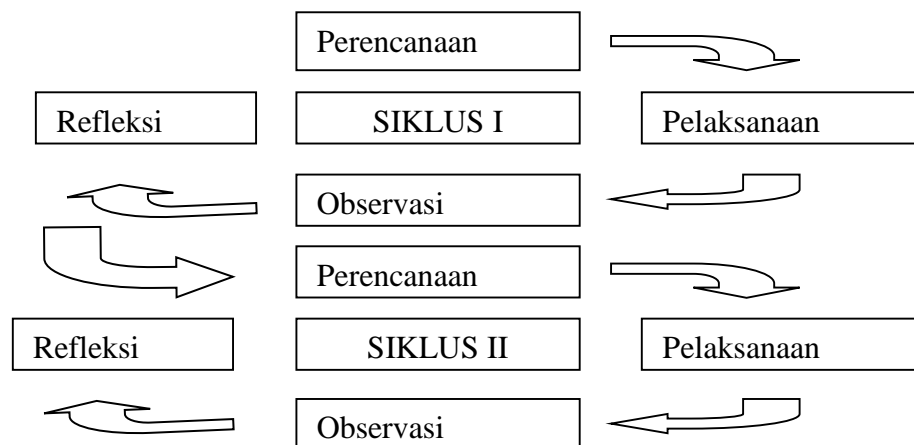 Perencanaan
Refleksi
SIKLUS I
Pelaksanaan
Observasi
Perencanaan
Refleksi
SIKLUS II
Pelaksanaan
Observasi